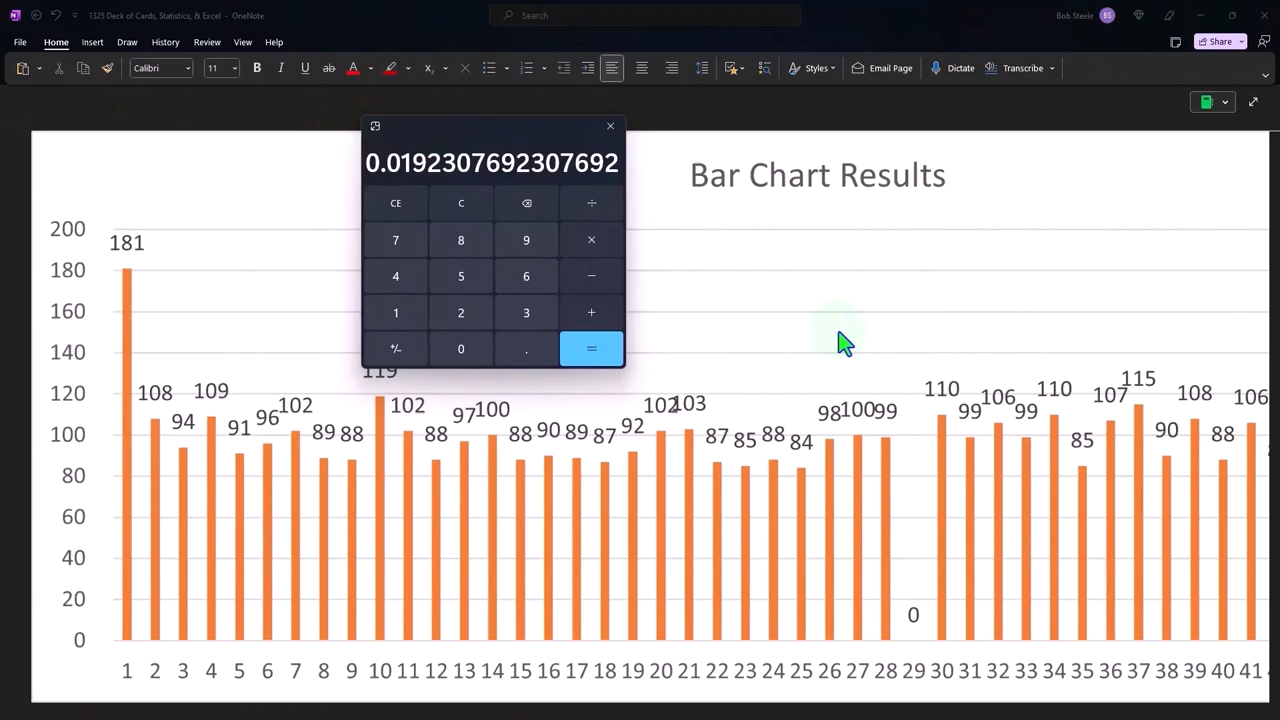 1325 Deck of Cards, Statistics, & Excel - OneNote
Search
Bob Steele BS
File Home Insert Draw History Review View Help
Share
Calibri 11 B I U ab A Styles Email Page Dictate Transcribe
0.0192307692307692
CE C ÷
7 8 9 ×
4 5 6 −
1 2 3 +
+/− 0 . =
Bar Chart Results
200
180
160
140
120
100
80
60
40
20
0
181 108 94 109 91 96 102 89 88 119 102 88 97 100 88 90 89 87 92 102 103 87 85 88 84 98 100 99 0 110 99 106 99 110 85 107 115 90 108 88 106
1 2 3 4 5 6 7 8 9 10 11 12 13 14 15 16 17 18 19 20 21 22 23 24 25 26 27 28 29 30 31 32 33 34 35 36 37 38 39 40 41